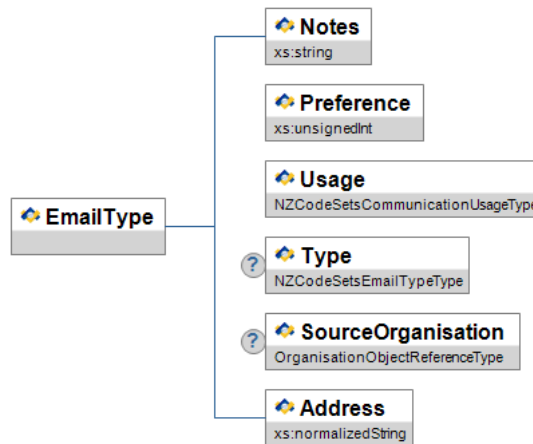 Notes
xs:string
Preference
xs:unsignedInt
Usage
NZCodeSetsCommunicationUsageType
EmailType
?
Type
NZCodeSetsEmailTypeType
?
SourceOrganisation
OrganisationObjectReferenceType
Address
xs:normalizedString